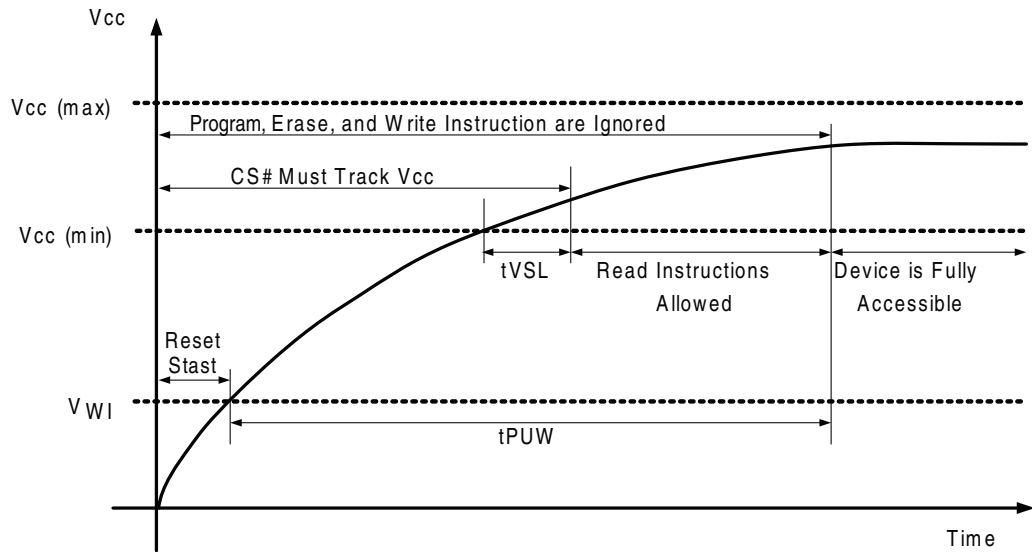 Vcc
Vcc (max)
Program, Erase, and Write Instruction are Ignored
CS# Must Track Vcc
Vcc (min)
tVSL
Read Instructions
Allowed
Device is Fully
Accessible
Reset
Stast
VWI
tPUW
Time